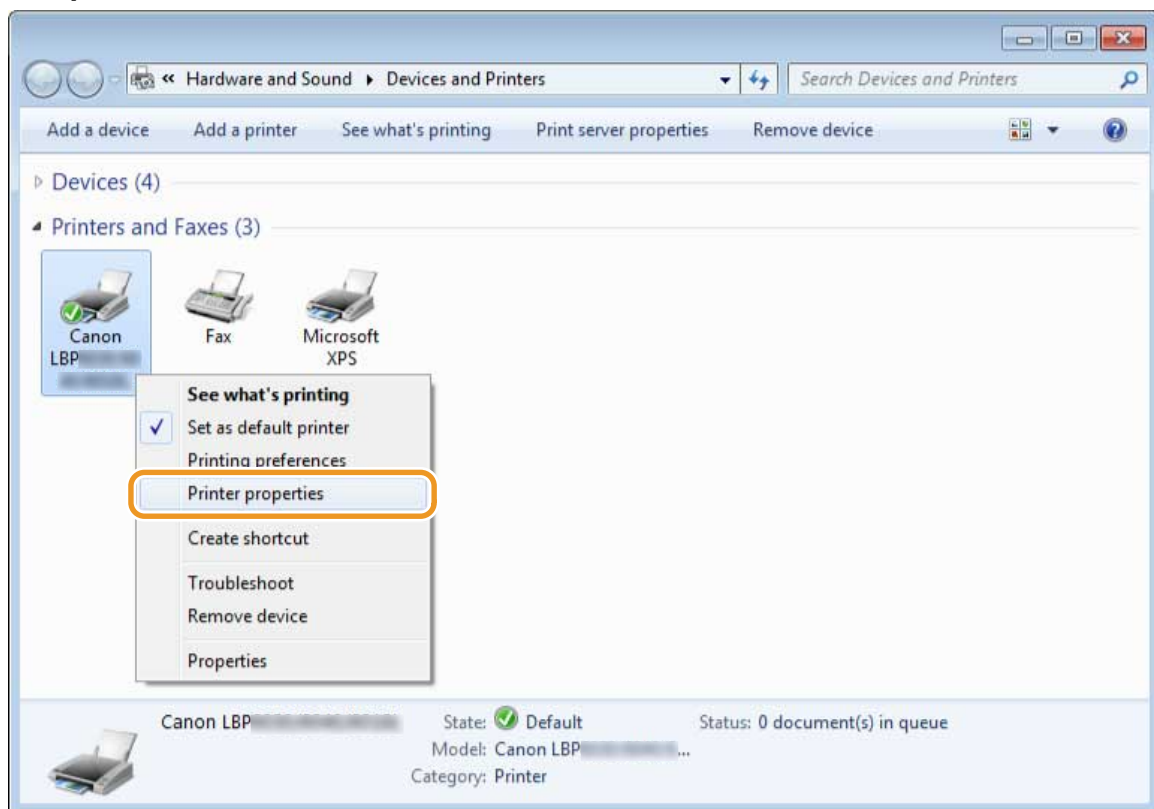 « Hardware and Sound ▸ Devices and Printers
Search Devices and Printers
Add a device Add a printer See what's printing Print server properties Remove device
Devices (4)
Printers and Faxes (3)
Canon
LBP
Fax
Microsoft
XPS
See what's printing
Set as default printer
Printing preferences
Printer properties
Create shortcut
Troubleshoot
Remove device
Properties
Canon LBP
State: Default
Status: 0 document(s) in queue
Model: Canon LBP ...
Category: Printer